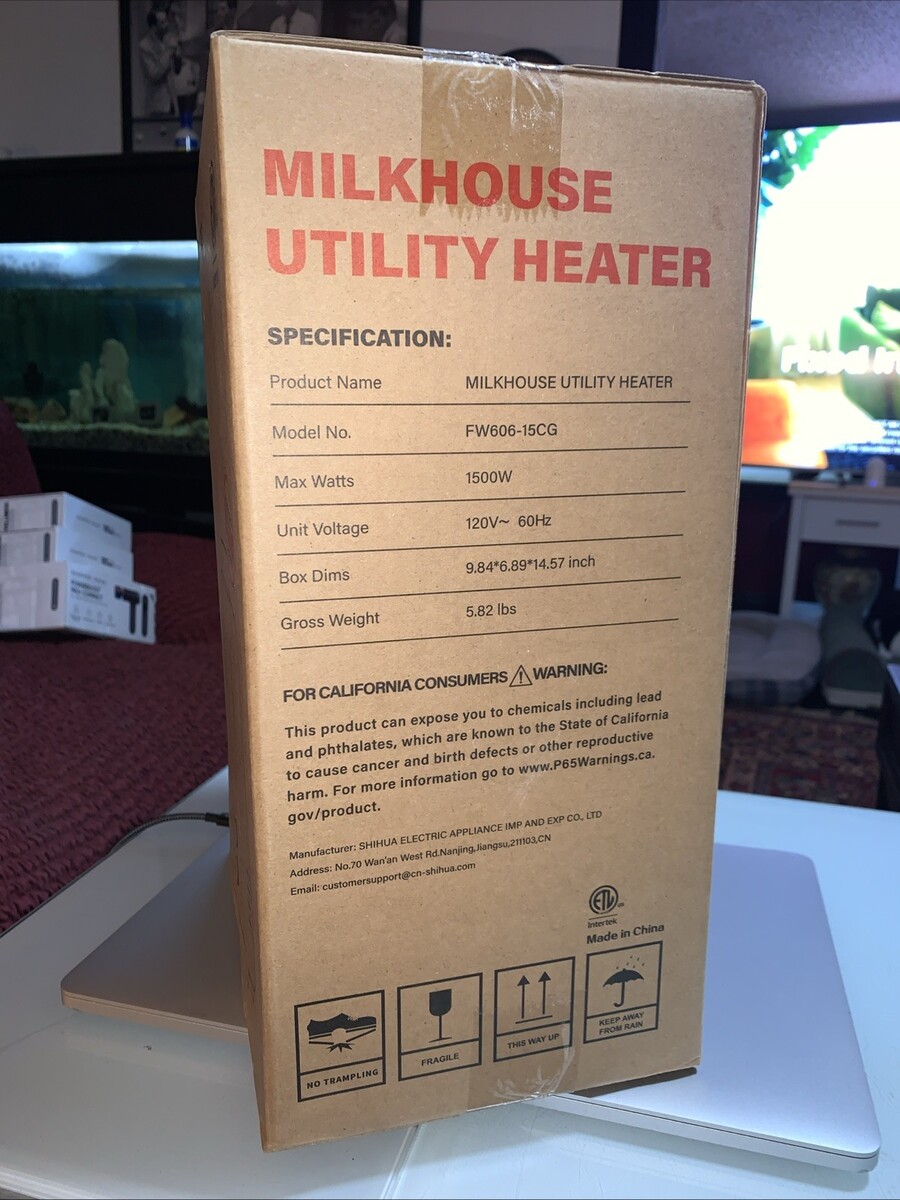 MILKHOUSE
UTILITY HEATER
SPECIFICATION:
Product Name MILKHOUSE UTILITY HEATER
Model No. FW606-15CG
Max Watts 1500W
Unit Voltage 120V~ 60Hz
Box Dims 9.84*6.89*14.57 inch
Gross Weight 5.82 lbs
FOR CALIFORNIA CONSUMERS ⚠ WARNING:
This product can expose you to chemicals including lead
and phthalates, which are known to the State of California
to cause cancer and birth defects or other reproductive
harm. For more information go to www.P65Warnings.ca.
gov/product.
Manufacturer: SHIHUA ELECTRIC APPLIANCE IMP AND EXP CO., LTD
Address: No.70 Wan'an West Rd.Nanjing,Jiangsu,211103,CN
Email: customersupport@cn-shihua.com
ETL
Intertek
Made in China
NO TRAMPLING
FRAGILE
THIS WAY UP
KEEP AWAY
FROM RAIN